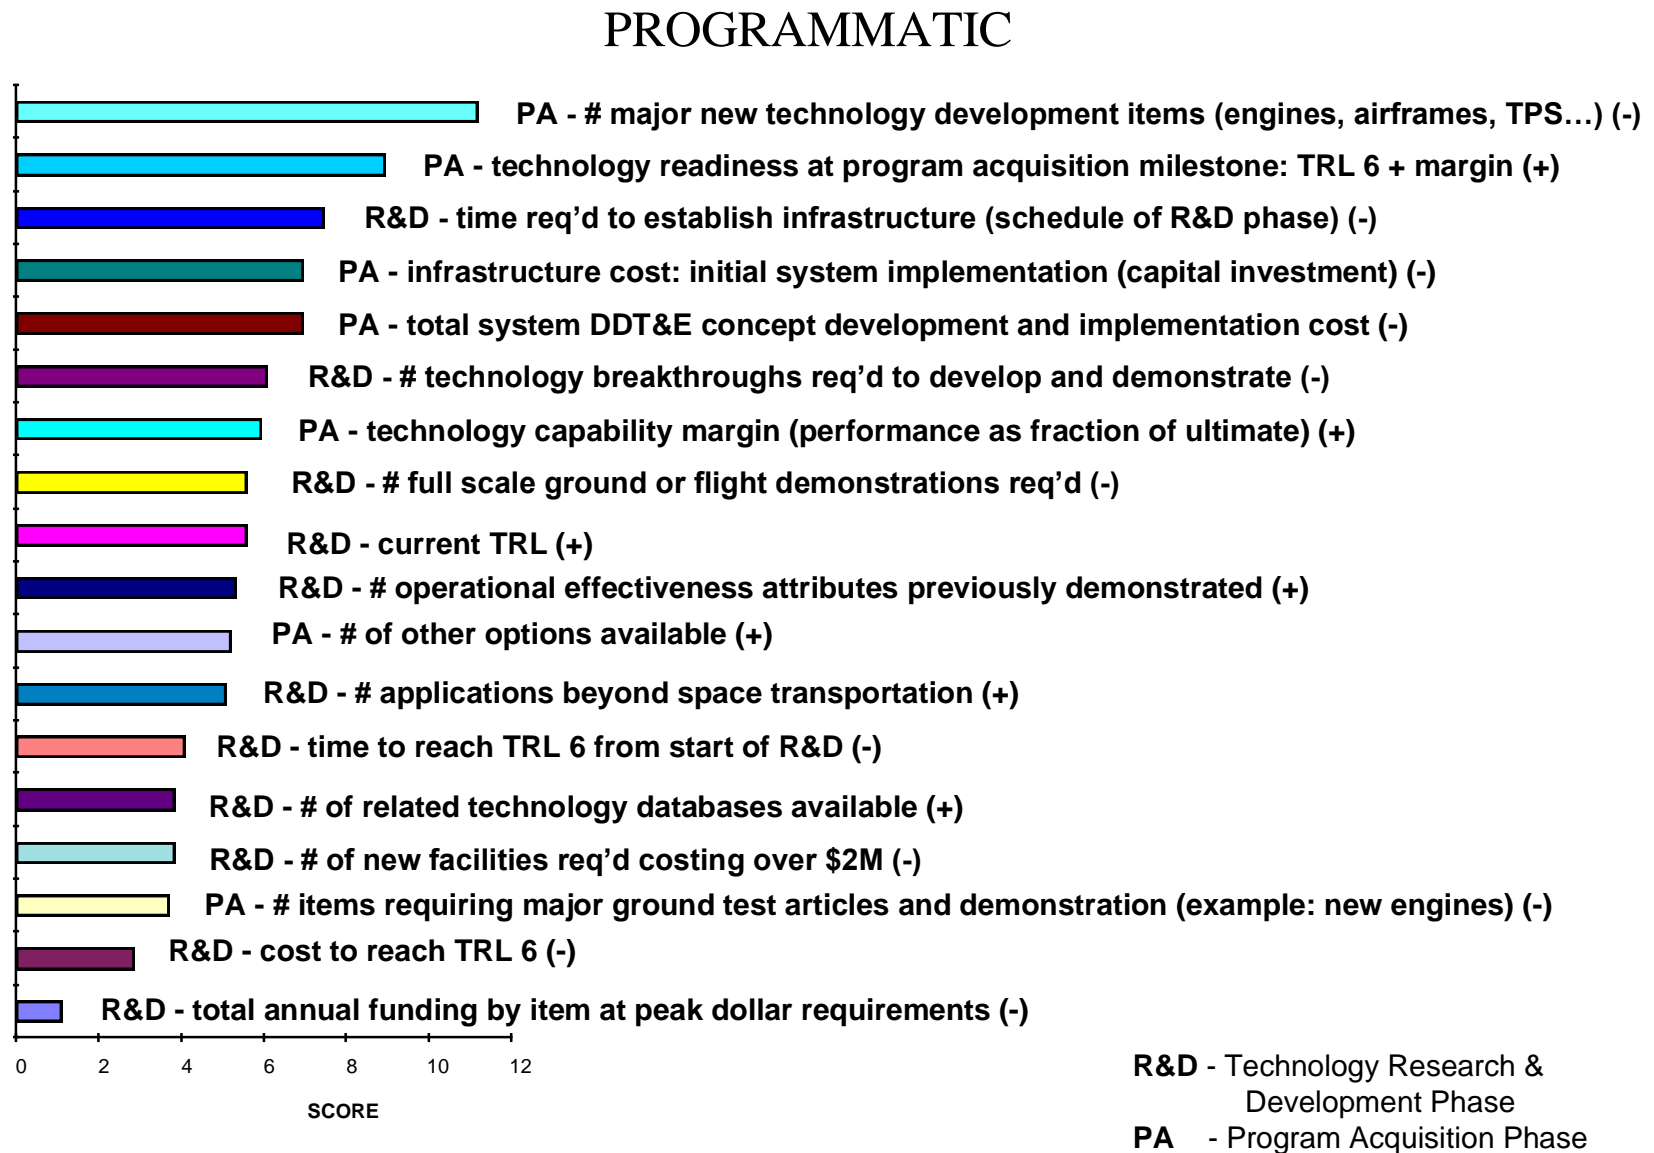 PROGRAMMATIC
PA - # major new technology development items (engines, airframes, TPS…) (-)
PA - technology readiness at program acquisition milestone: TRL 6 + margin (+)
R&D - time req’d to establish infrastructure (schedule of R&D phase) (-)
PA - infrastructure cost: initial system implementation (capital investment) (-)
PA - total system DDT&E concept development and implementation cost (-)
R&D - # technology breakthroughs req’d to develop and demonstrate (-)
PA - technology capability margin (performance as fraction of ultimate) (+)
R&D - # full scale ground or flight demonstrations req’d (-)
R&D - current TRL (+)
R&D - # operational effectiveness attributes previously demonstrated (+)
PA - # of other options available (+)
R&D - # applications beyond space transportation (+)
R&D - time to reach TRL 6 from start of R&D (-)
R&D - # of related technology databases available (+)
R&D - # of new facilities req’d costing over $2M (-)
PA - # items requiring major ground test articles and demonstration (example: new engines) (-)
R&D - cost to reach TRL 6 (-)
R&D - total annual funding by item at peak dollar requirements (-)
0 2 4 6 8 10 12
SCORE
R&D - Technology Research &
Development Phase
PA - Program Acquisition Phase